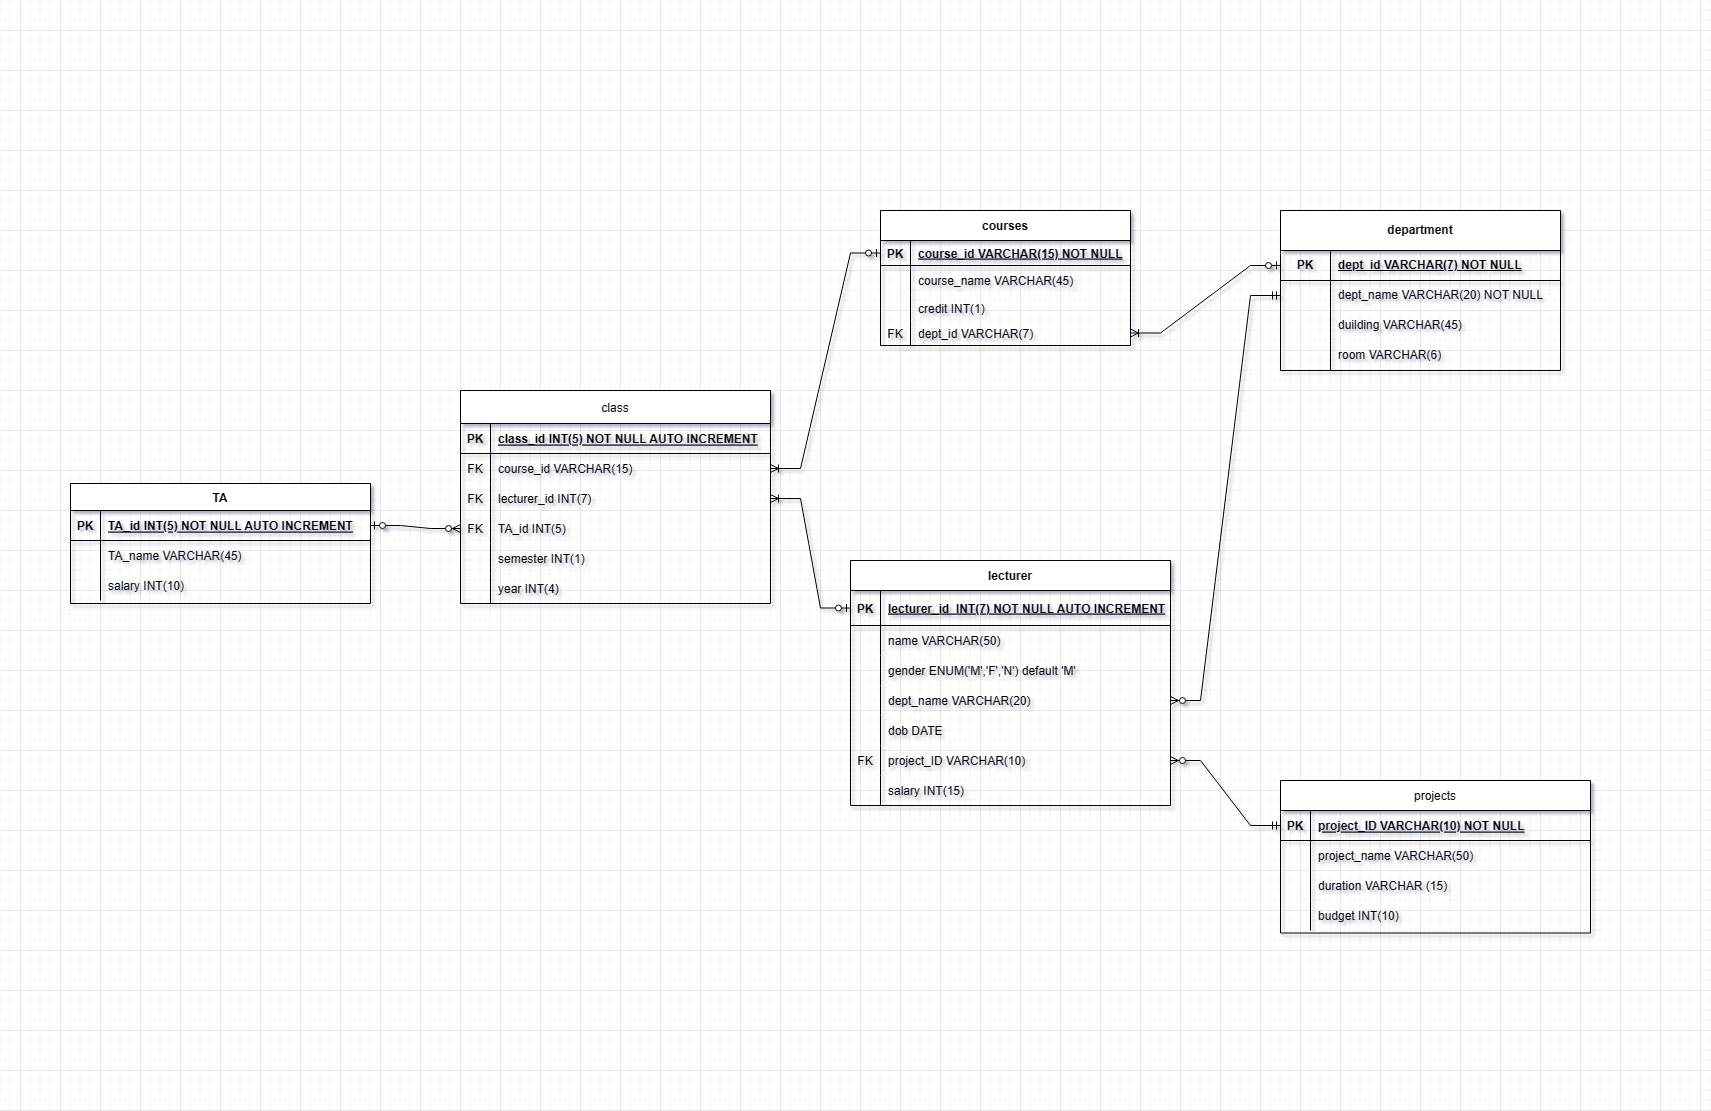 courses
PK course_id VARCHAR(15) NOT NULL
course_name VARCHAR(45)
credit INT(1)
FK dept_id VARCHAR(7)
department
PK dept_id VARCHAR(7) NOT NULL
dept_name VARCHAR(20) NOT NULL
duilding VARCHAR(45)
room VARCHAR(6)
class
PK class_id INT(5) NOT NULL AUTO INCREMENT
FK course_id VARCHAR(15)
FK lecturer_id INT(7)
FK TA_id INT(5)
semester INT(1)
year INT(4)
TA
PK TA_id INT(5) NOT NULL AUTO INCREMENT
TA_name VARCHAR(45)
salary INT(10)
lecturer
PK lecturer_id INT(7) NOT NULL AUTO INCREMENT
name VARCHAR(50)
gender ENUM('M','F','N') default 'M'
dept_name VARCHAR(20)
dob DATE
FK project_ID VARCHAR(10)
salary INT(15)
projects
PK project_ID VARCHAR(10) NOT NULL
project_name VARCHAR(50)
duration VARCHAR (15)
budget INT(10)